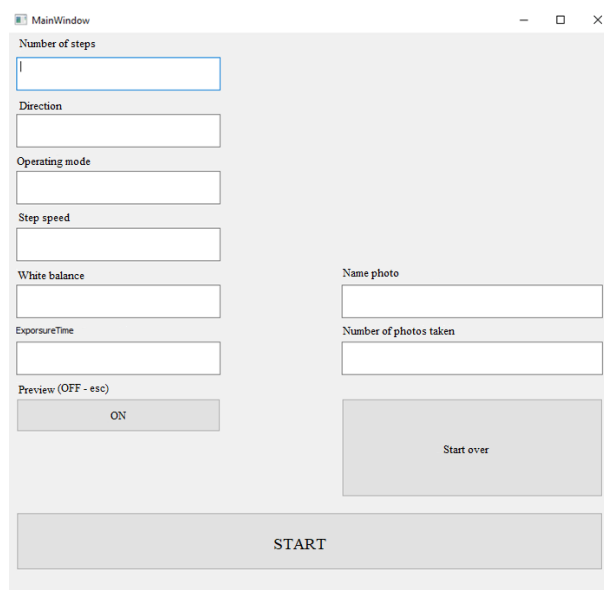 MainWindow
Number of steps
Direction
Operating mode
Step speed
White balance
ExporsureTime
Preview (OFF - esc)
ON
Name photo
Number of photos taken
Start over
START